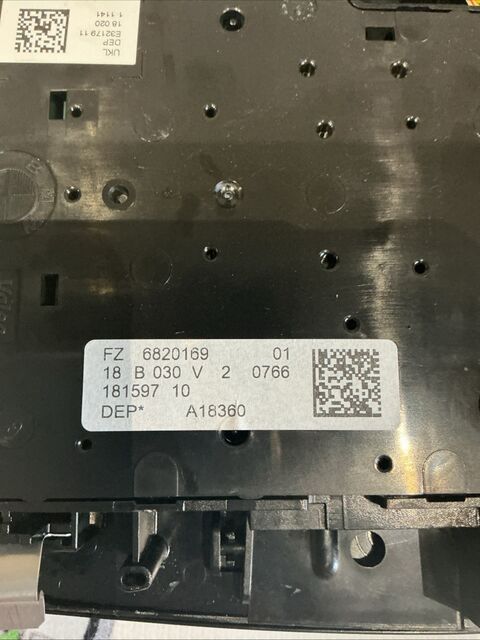 UKL
DEP
E32179 11
18 020
1.1141
FZ 6820169 01
18 B 030 V 2 0766
181597 10
DEP* A18360